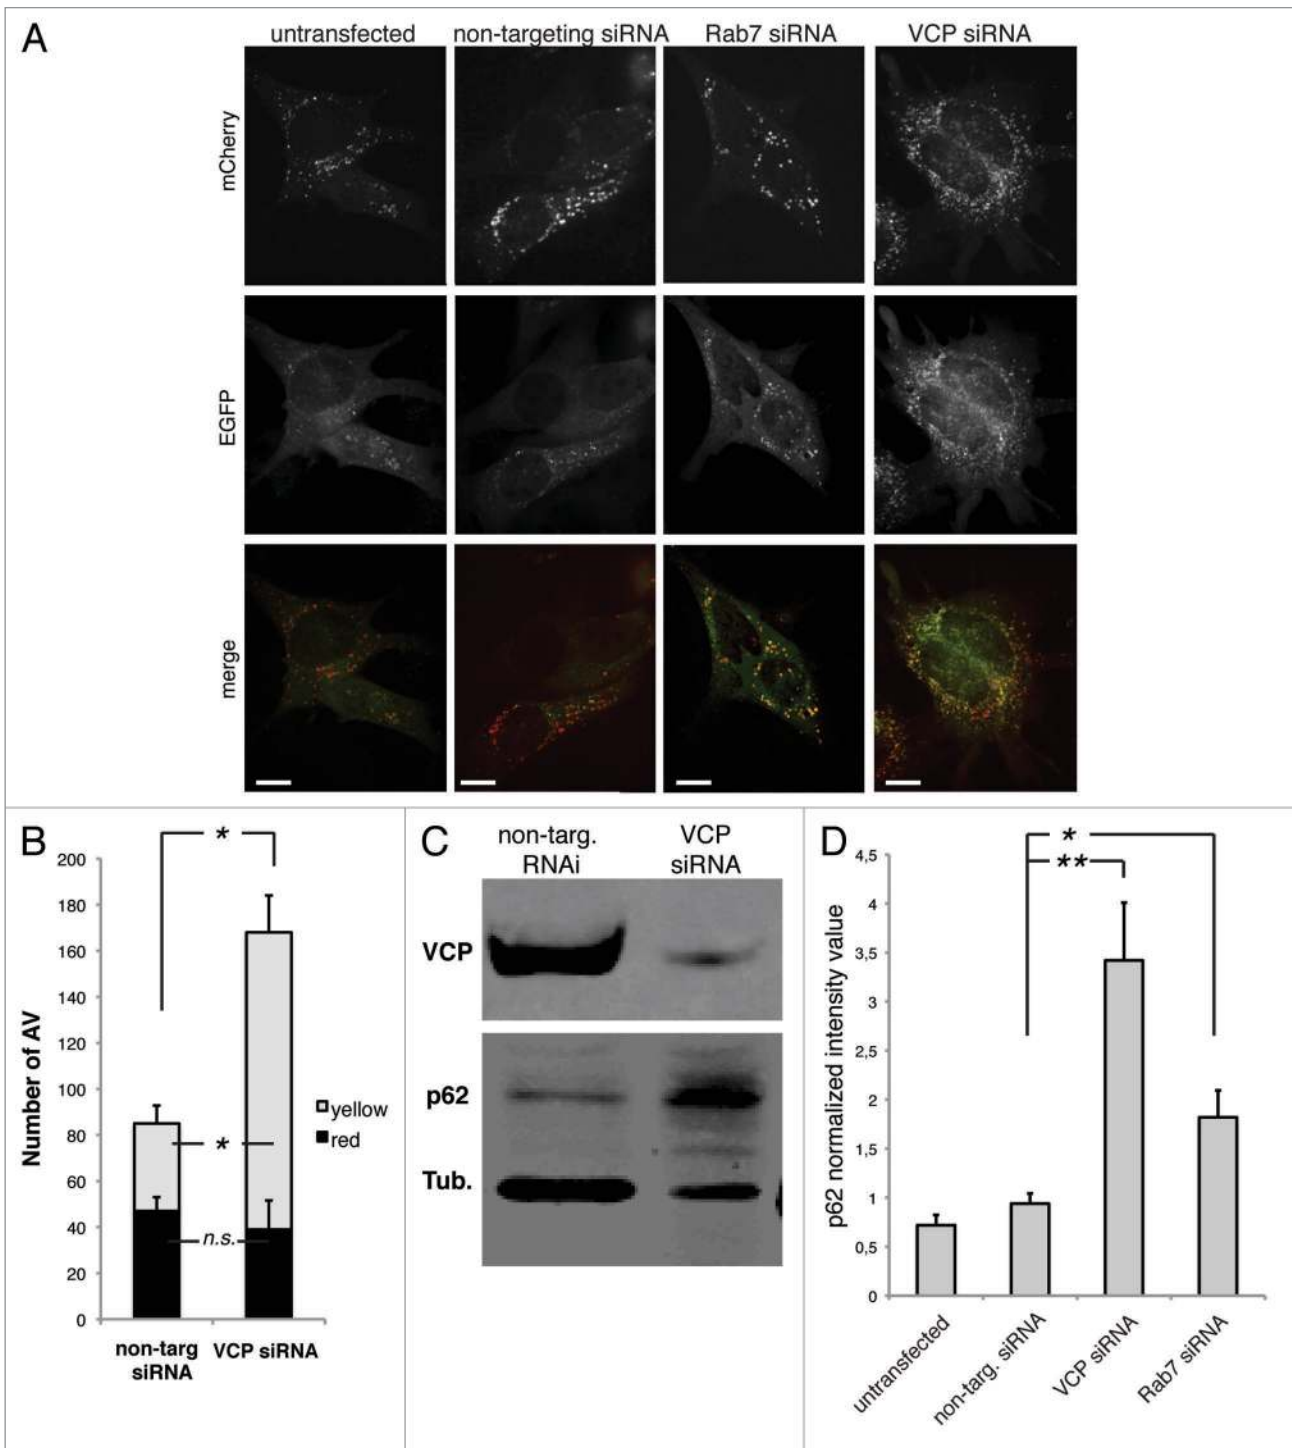 A
untransfected
non-targeting siRNA
Rab7 siRNA
VCP siRNA
mCherry
EGFP
merge
B
*
200
180
160
140
120
100
80
60
40
20
0
Number of AV
*
n.s.
yellow
red
non-targ
siRNA
VCP siRNA
C
non-targ.
RNAi
VCP
siRNA
VCP
p62
Tub.
D
*
**
4,5
4
3,5
3
2,5
2
1,5
1
0,5
0
p62 normalized intensity value
untransfected
non-targ. siRNA
VCP siRNA
Rab7 siRNA